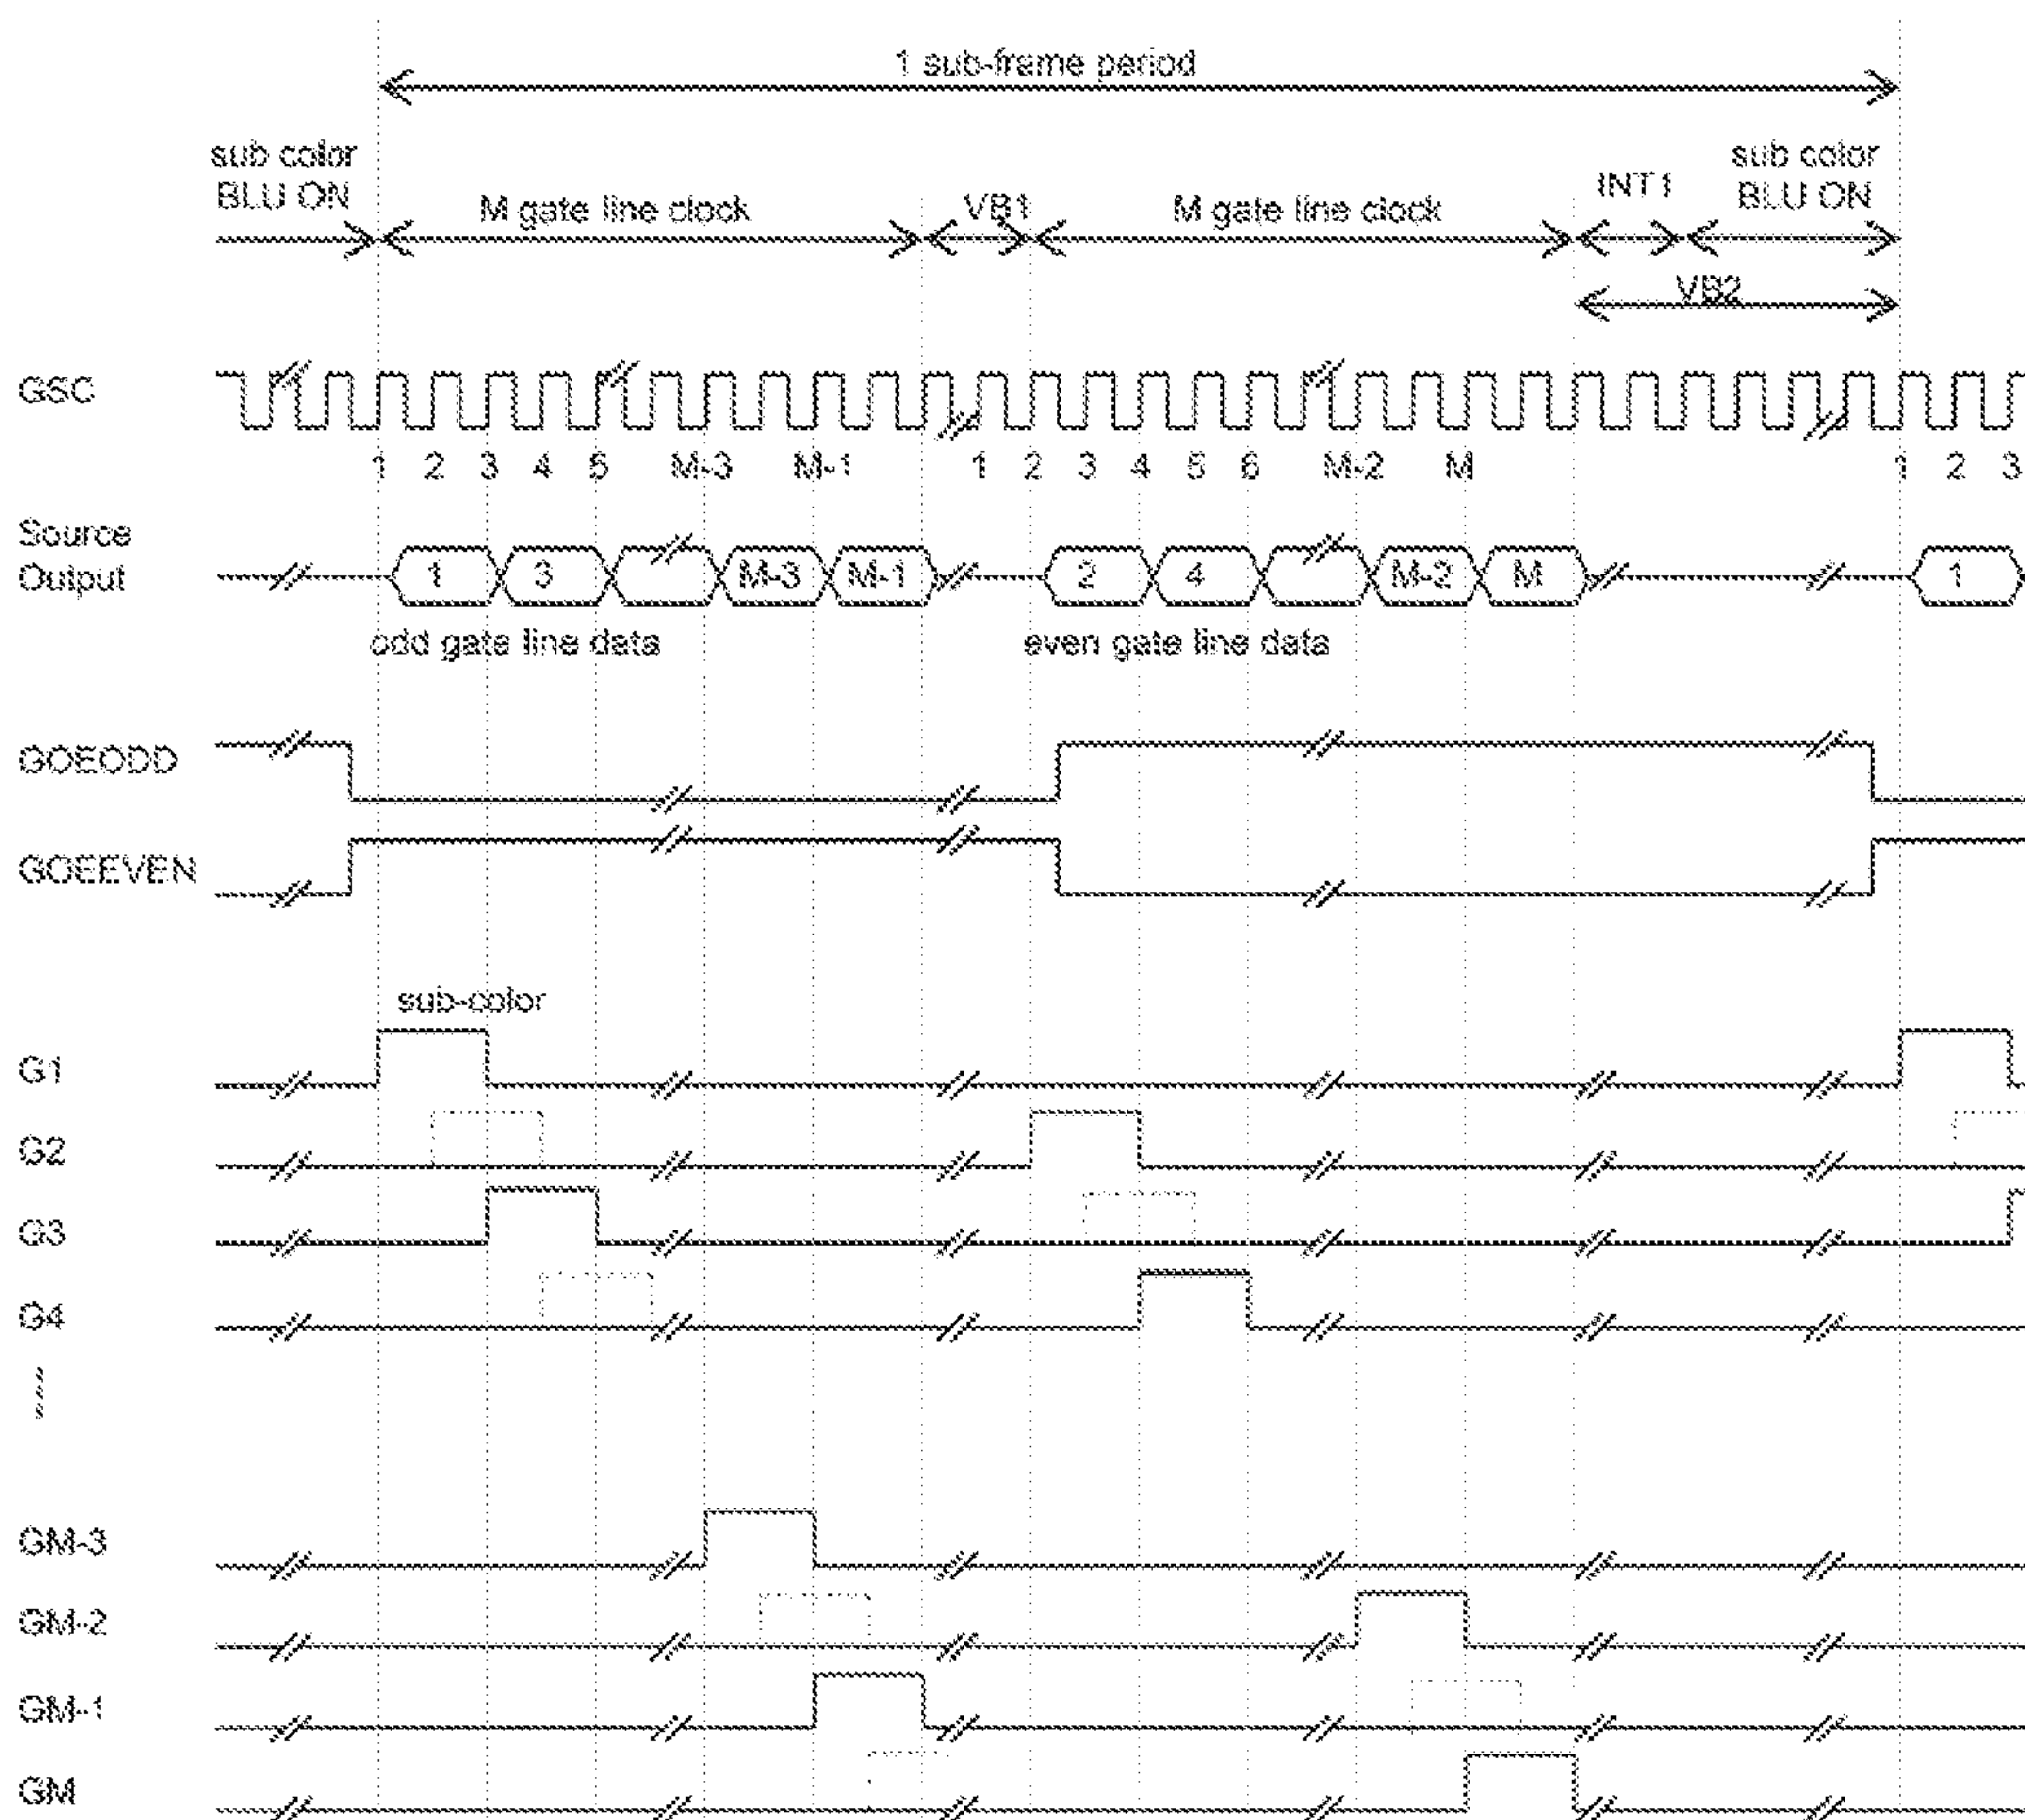 1 sub-frame period
sub color
BLU ON
M gate line clock
VB1
M gate line clock
INT1
sub color
BLU ON
VB2
GSC
1 2 3 4 5 M-3 M-1 1 2 3 4 5 6 M-2 M 1 2 3
Source
Output
1 3 M-3 M-1 2 4 M-2 M 1
odd gate line data even gate line data
GOEODD
GOEEVEN
sub-color
G1
G2
G3
G4
GM-3
GM-2
GM-1
GM